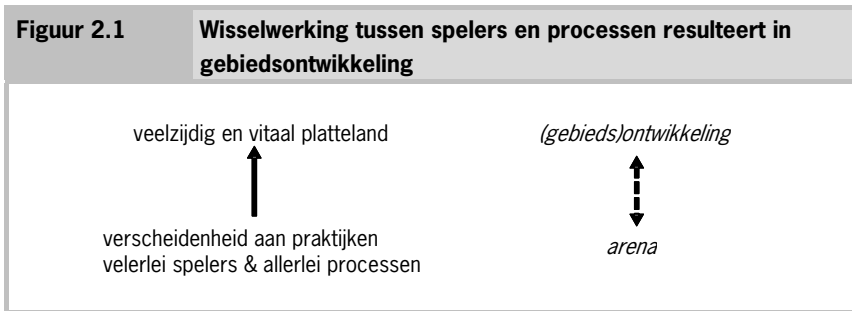 Figuur 2.1
Wisselwerking tussen spelers en processen resulteert in
gebiedsontwikkeling
veelzijdig en vitaal platteland
(gebieds)ontwikkeling
verscheidenheid aan praktijken
velerlei spelers & allerlei processen
arena